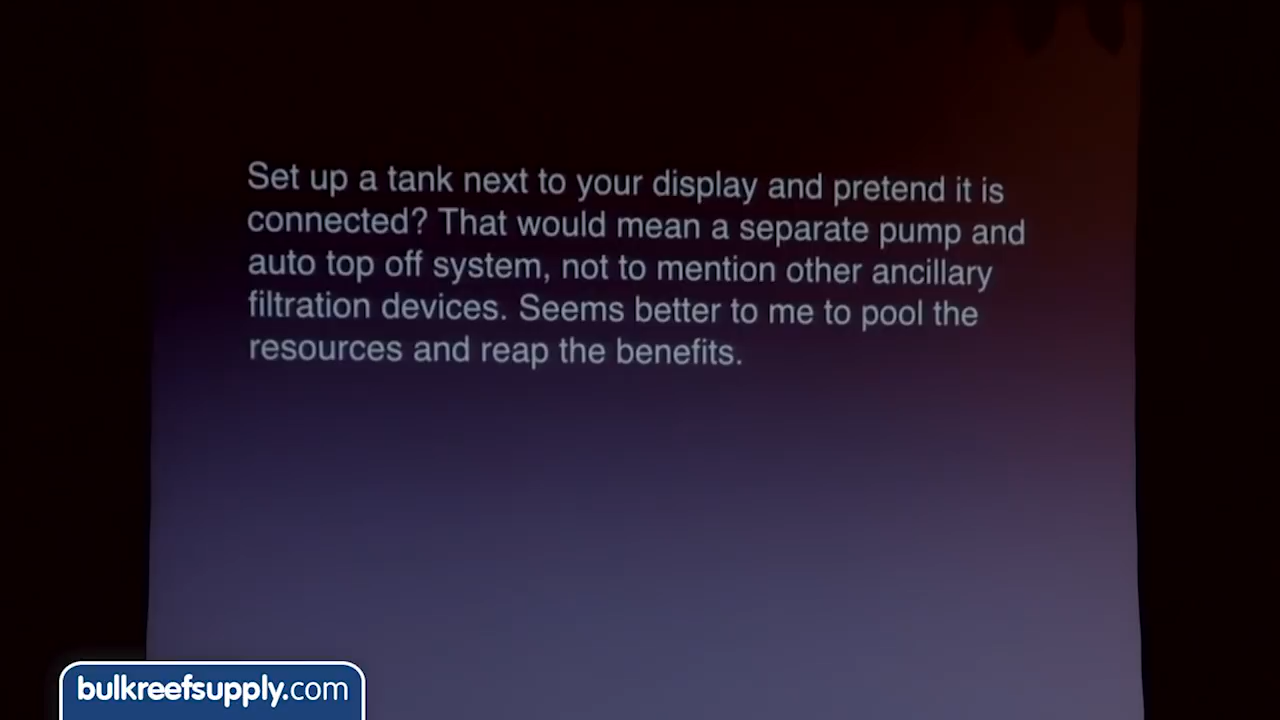 Set up a tank next to your display and pretend it is
connected? That would mean a separate pump and
auto top off system, not to mention other ancillary
filtration devices. Seems better to me to pool the
resources and reap the benefits.
bulkreefsupply.com